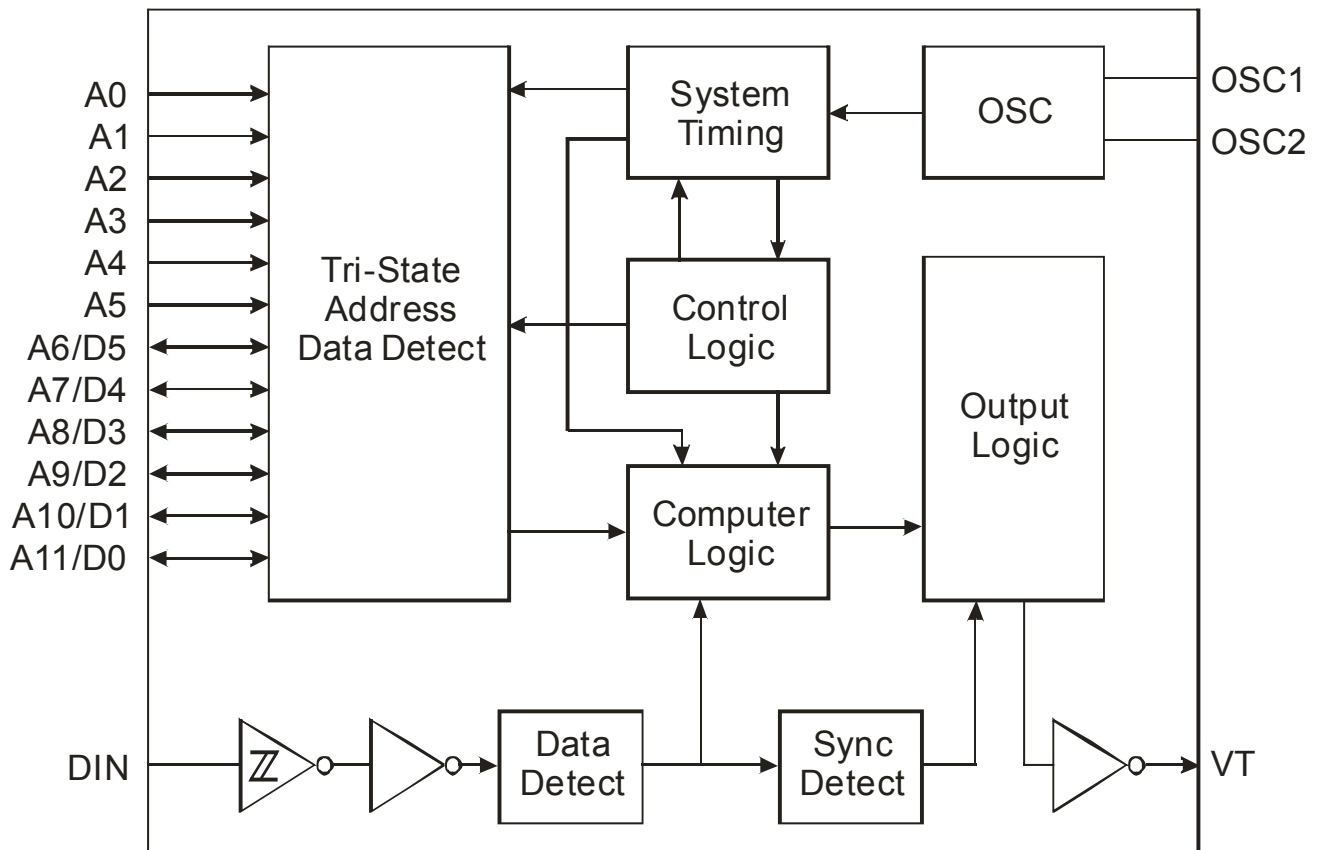 A0
A1
A2
A3
A4
A5
A6/D5
A7/D4
A8/D3
A9/D2
A10/D1
A11/D0
DIN
Tri-State
Address
Data Detect
System
Timing
OSC
OSC1
OSC2
Control
Logic
Output
Logic
Computer
Logic
Data
Detect
Sync
Detect
VT